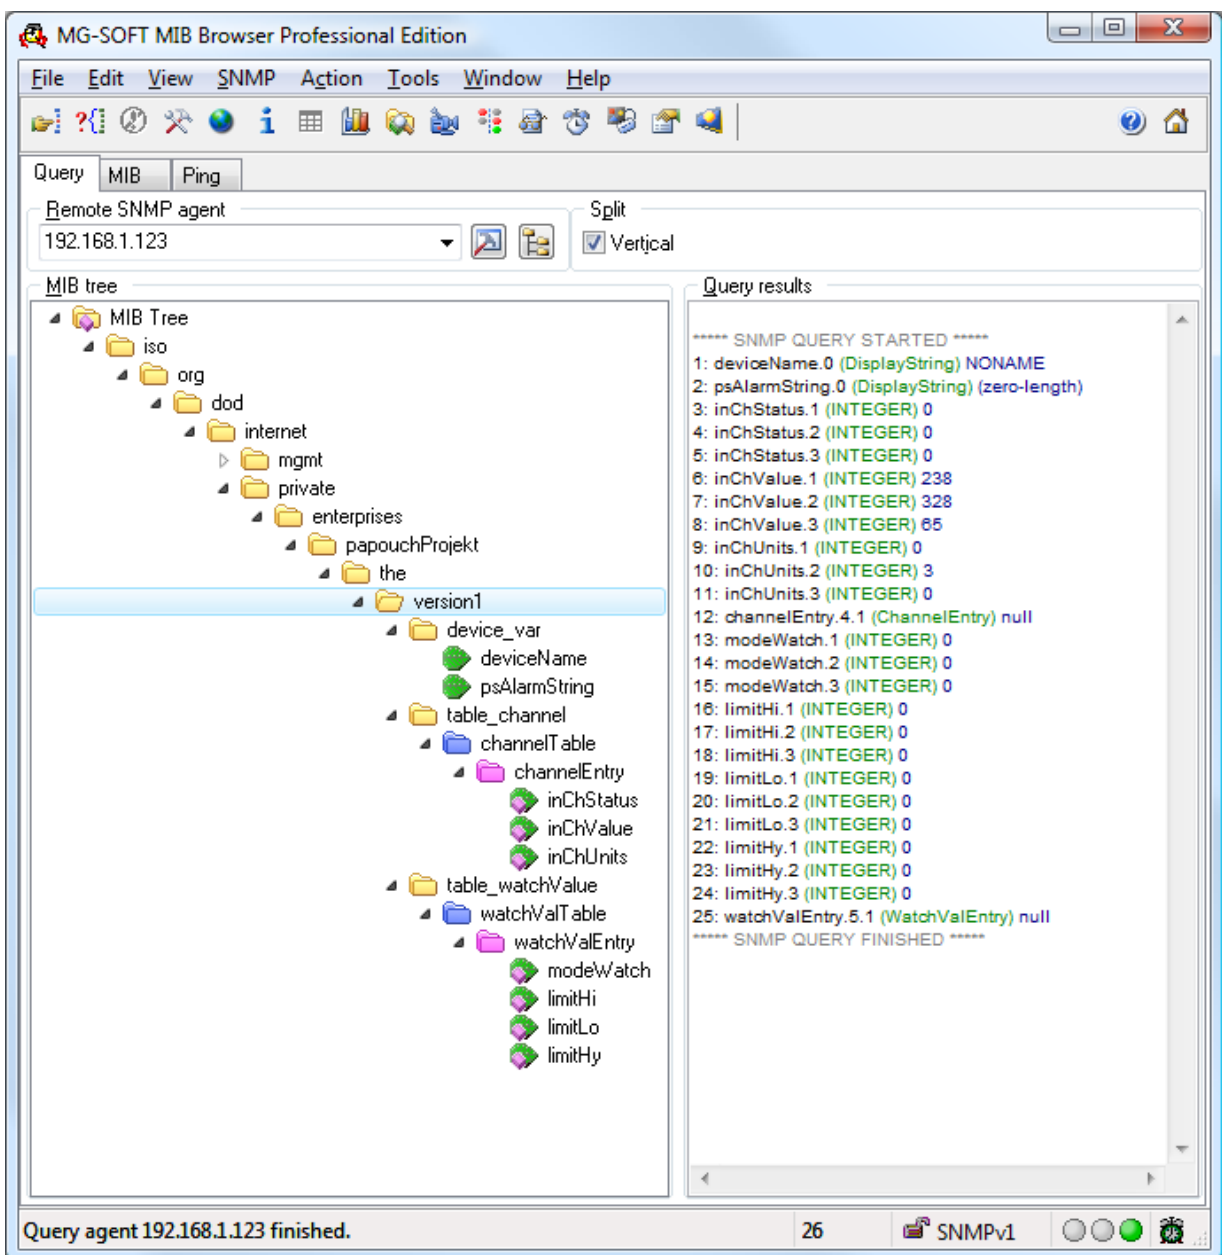 MG-SOFT MIB Browser Professional Edition
File Edit View SNMP Action Tools Window Help
Query MIB Ping
Remote SNMP agent
Split
192.168.1.123
Vertical
MIB tree
MIB Tree
iso
org
dod
internet
mgmt
private
enterprises
papouchProjekt
the
version1
device_var
deviceName
psAlarmString
table_channel
channelTable
channelEntry
inChStatus
inChValue
inChUnits
table_watchValue
watchValTable
watchValEntry
modeWatch
limitHi
limitLo
limitHy
Query results
***** SNMP QUERY STARTED *****
1: deviceName.0 (DisplayString) NONAME
2: psAlarmString.0 (DisplayString) (zero-length)
3: inChStatus.1 (INTEGER) 0
4: inChStatus.2 (INTEGER) 0
5: inChStatus.3 (INTEGER) 0
6: inChValue.1 (INTEGER) 238
7: inChValue.2 (INTEGER) 328
8: inChValue.3 (INTEGER) 65
9: inChUnits.1 (INTEGER) 0
10: inChUnits.2 (INTEGER) 3
11: inChUnits.3 (INTEGER) 0
12: channelEntry.4.1 (ChannelEntry) null
13: modeWatch.1 (INTEGER) 0
14: modeWatch.2 (INTEGER) 0
15: modeWatch.3 (INTEGER) 0
16: limitHi.1 (INTEGER) 0
17: limitHi.2 (INTEGER) 0
18: limitHi.3 (INTEGER) 0
19: limitLo.1 (INTEGER) 0
20: limitLo.2 (INTEGER) 0
21: limitLo.3 (INTEGER) 0
22: limitHy.1 (INTEGER) 0
23: limitHy.2 (INTEGER) 0
24: limitHy.3 (INTEGER) 0
25: watchValEntry.5.1 (WatchValEntry) null
***** SNMP QUERY FINISHED *****
Query agent 192.168.1.123 finished.
26
SNMPv1